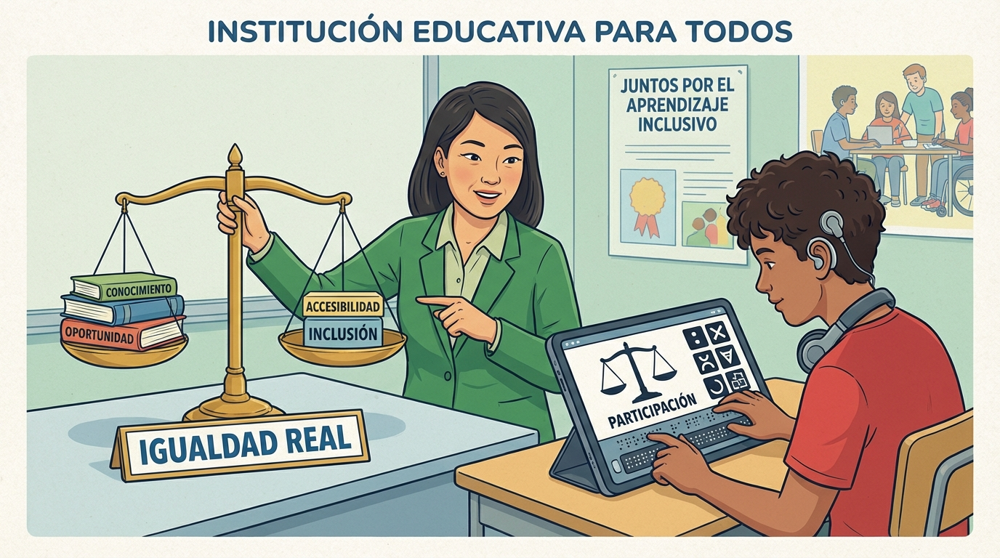 INSTITUCIÓN EDUCATIVA PARA TODOS
JUNTOS POR EL
APRENDIZAJE
INCLUSIVO
CONOCIMIENTO
OPORTUNIDAD
ACCESIBILIDAD
INCLUSIÓN
PARTICIPACIÓN
IGUALDAD REAL